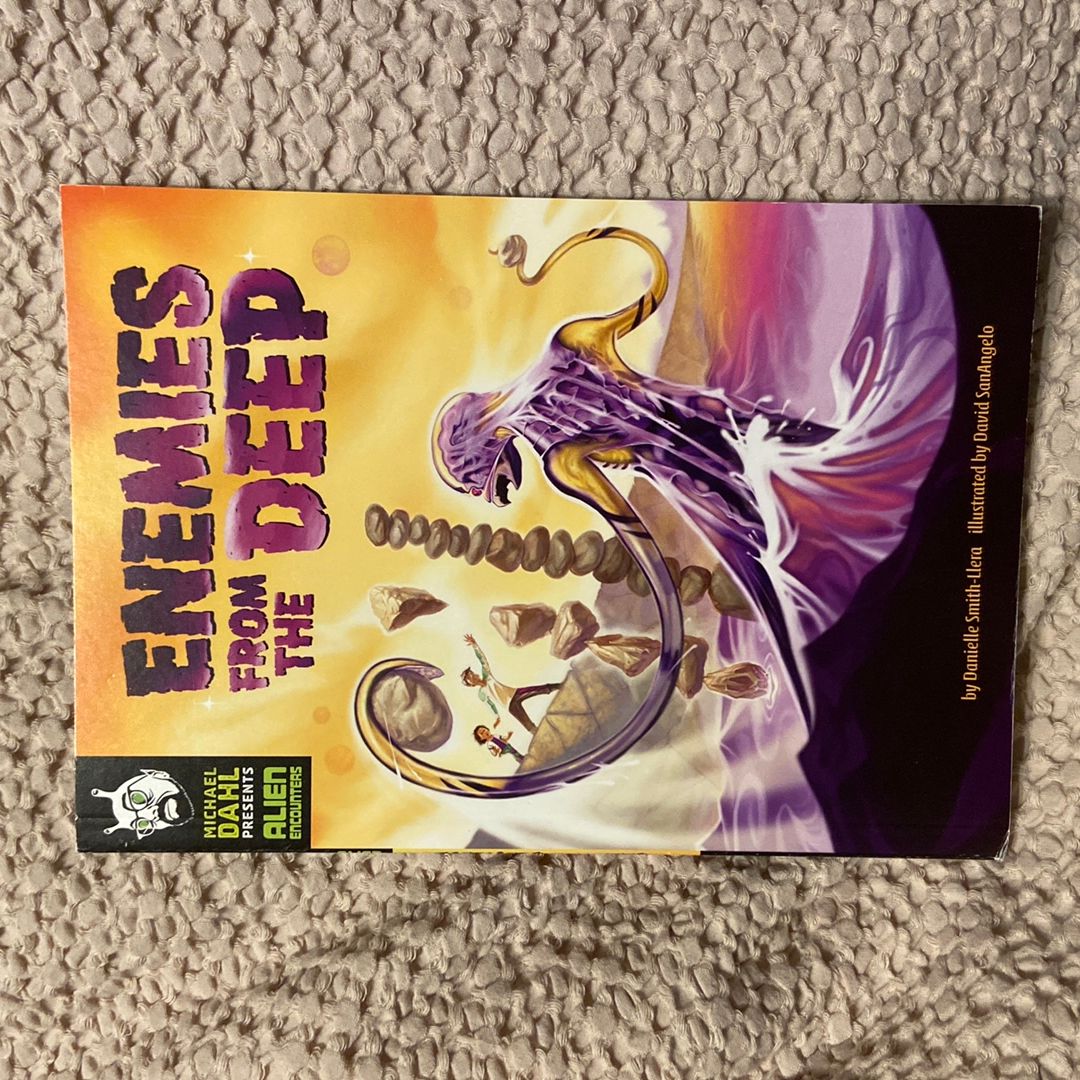 MICHAEL
DAHL
PRESENTS
ALIEN
ENCOUNTERS
ENEMIES
FROM
THE
DEEP
by Danielle Smith-Llera illustrated by David SanAngelo